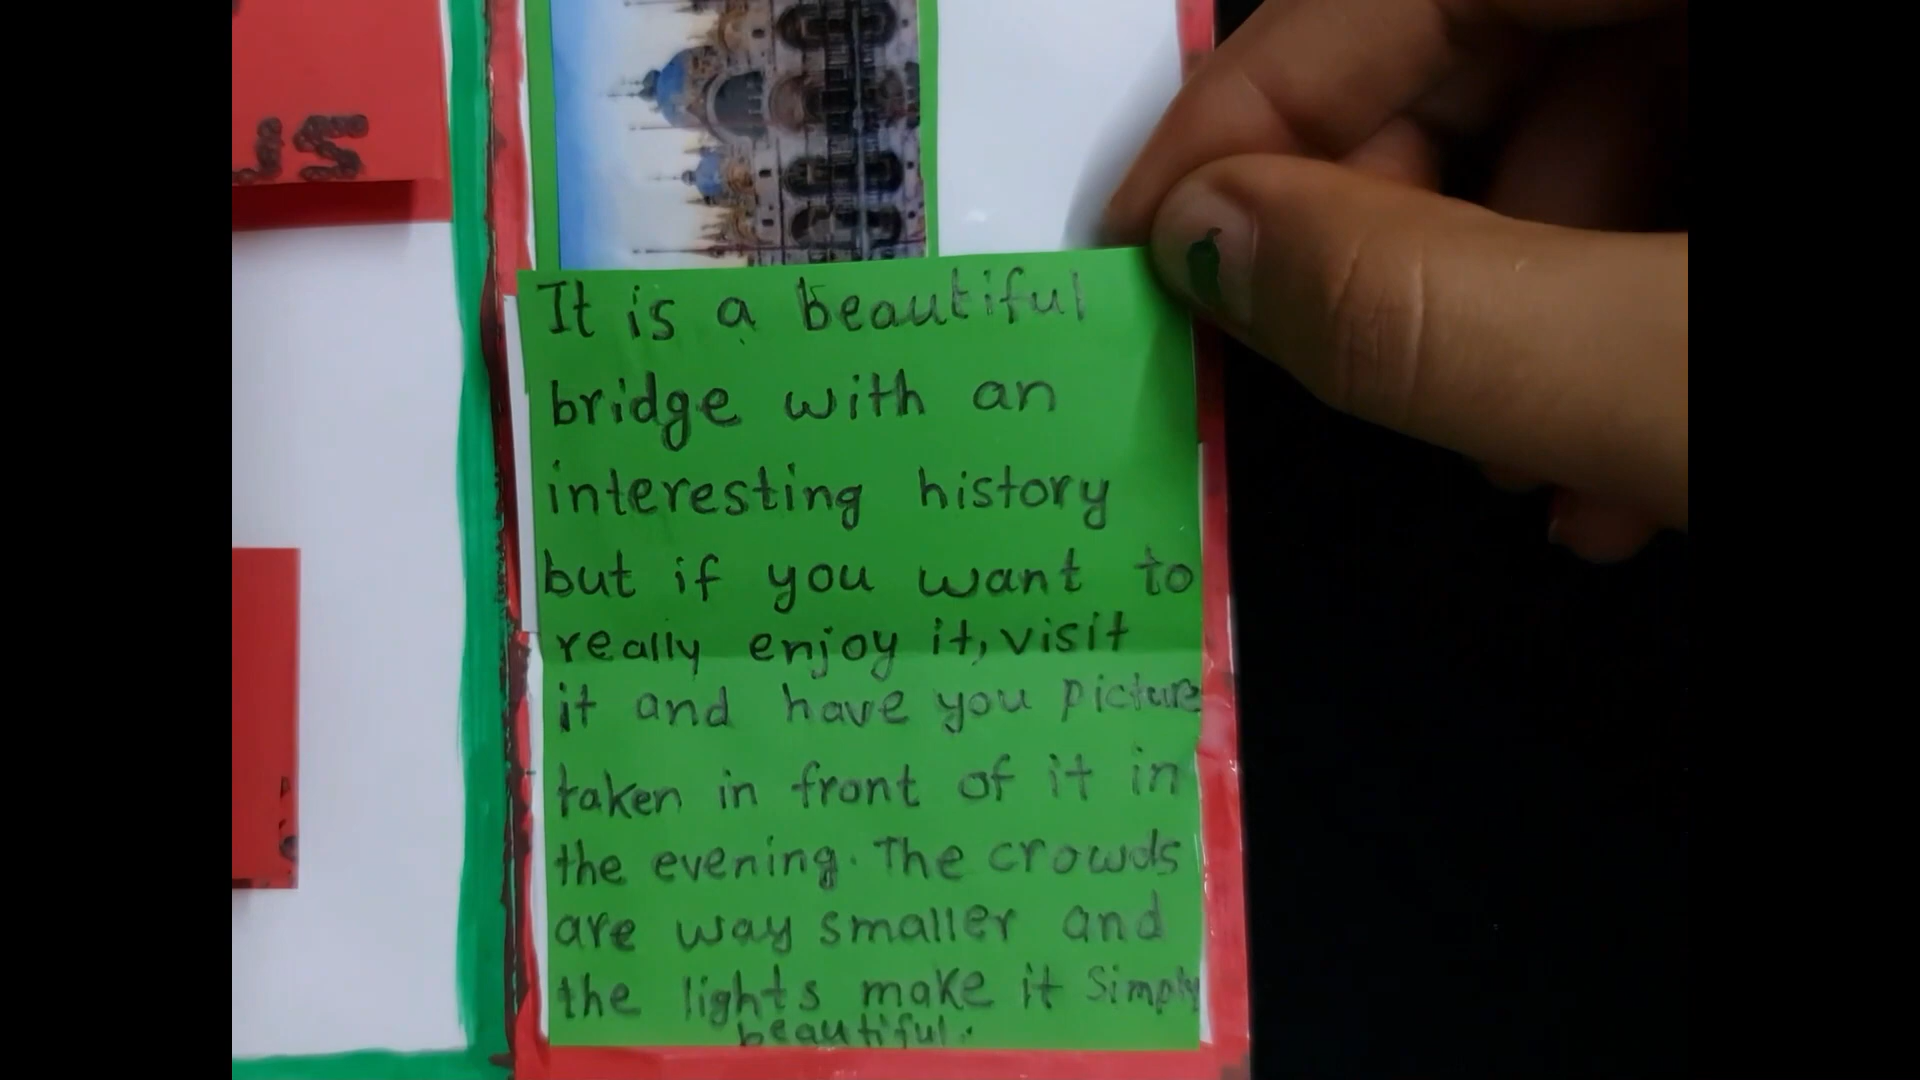 It is a beautiful
bridge with an
interesting history
but if you want to
really enjoy it, visit
it and have you picture
taken in front of it in
the evening. The crowds
are way smaller and
the lights make it simply
beautiful.